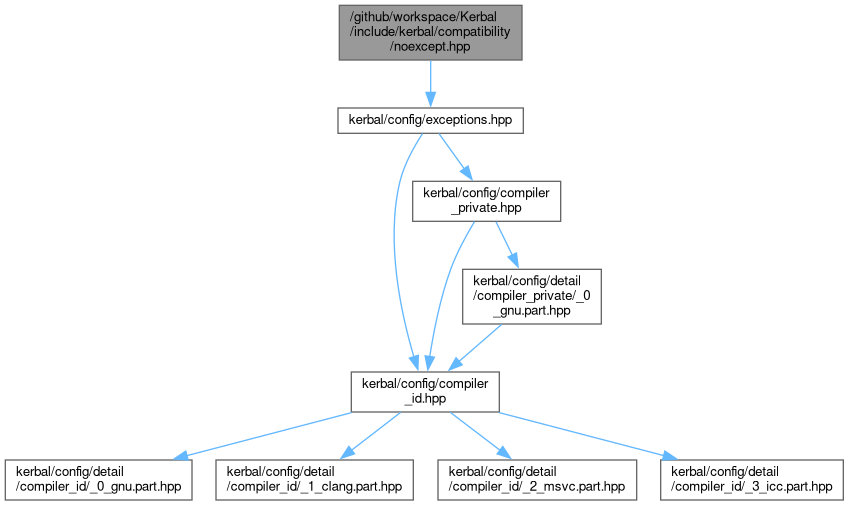 /github/workspace/Kerbal
/include/kerbal/compatibility
/noexcept.hpp
kerbal/config/exceptions.hpp
kerbal/config/compiler
_private.hpp
kerbal/config/detail
/compiler_private/_0
_gnu.part.hpp
kerbal/config/compiler
_id.hpp
kerbal/config/detail
/compiler_id/_0_gnu.part.hpp
kerbal/config/detail
/compiler_id/_1_clang.part.hpp
kerbal/config/detail
/compiler_id/_2_msvc.part.hpp
kerbal/config/detail
/compiler_id/_3_icc.part.hpp